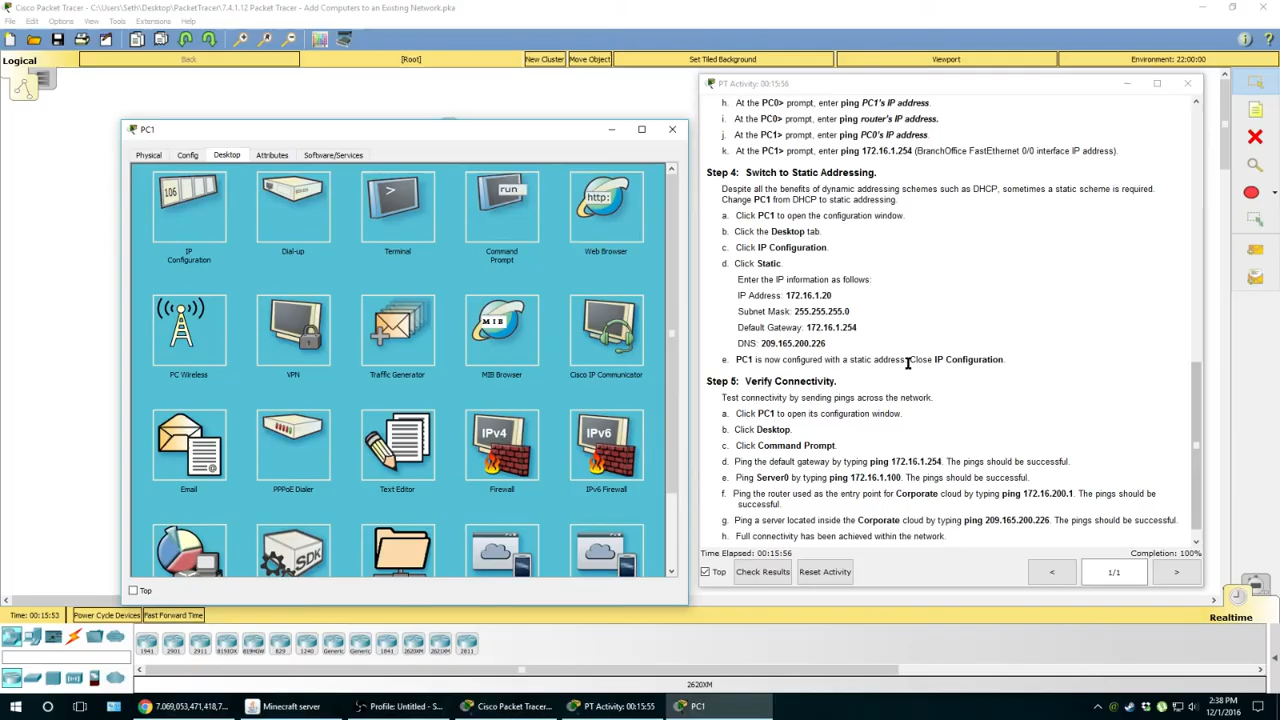 Cisco Packet Tracer - C:\Users\Seth\Desktop\PacketTracer\7.4.1.12 Packet Tracer - Add Computers to an Existing Network.pka
File Edit Options View Tools Extensions Help
Logical Back [Root] New Cluster Move Object Set Tiled Background Viewport Environment: 22:00:00
PC1
Physical Config Desktop Attributes Software/Services
106
>
run
http:
IP Configuration
Dial-up
Terminal
Command Prompt
Web Browser
MIB
PC Wireless
VPN
Traffic Generator
MIB Browser
Cisco IP Communicator
IPv4
IPv6
Email
PPPoE Dialer
Text Editor
Firewall
IPv6 Firewall
SDK
Top
PT Activity: 00:15:56
h. At the PC0> prompt, enter ping PC1's IP address.
i. At the PC0> prompt, enter ping router's IP address.
j. At the PC1> prompt, enter ping PC0's IP address.
k. At the PC1> prompt, enter ping 172.16.1.254 (BranchOffice FastEthernet 0/0 interface IP address).
Step 4: Switch to Static Addressing.
Despite all the benefits of dynamic addressing schemes such as DHCP, sometimes a static scheme is required.
Change PC1 from DHCP to static addressing.
a. Click PC1 to open the configuration window.
b. Click the Desktop tab.
c. Click IP Configuration.
d. Click Static.
Enter the IP information as follows:
IP Address: 172.16.1.20
Subnet Mask: 255.255.255.0
Default Gateway: 172.16.1.254
DNS: 209.165.200.226
e. PC1 is now configured with a static address. Close IP Configuration.
Step 5: Verify Connectivity.
Test connectivity by sending pings across the network.
a. Click PC1 to open its configuration window.
b. Click Desktop.
c. Click Command Prompt.
d. Ping the default gateway by typing ping 172.16.1.254. The pings should be successful.
e. Ping Server0 by typing ping 172.16.1.100. The pings should be successful.
f. Ping the router used as the entry point for Corporate cloud by typing ping 172.16.200.1. The pings should be
successful.
g. Ping a server located inside the Corporate cloud by typing ping 209.165.200.226. The pings should be successful.
h. Full connectivity has been achieved within the network.
Time Elapsed: 00:15:56 Completion: 100%
Top Check Results Reset Activity < 1/1 >
Time: 00:15:53 Power Cycle Devices Fast Forward Time Realtime
1941 2901 2911 819IOX 819HGW 829 1240 Generic Generic 1841 2620XM 2621XM 2811
2620XM
7,069,053,471,418,7... Minecraft server Profile: Untitled - S... Cisco Packet Tracer... PT Activity: 00:15:55 PC1
2:38 PM
12/1/2016